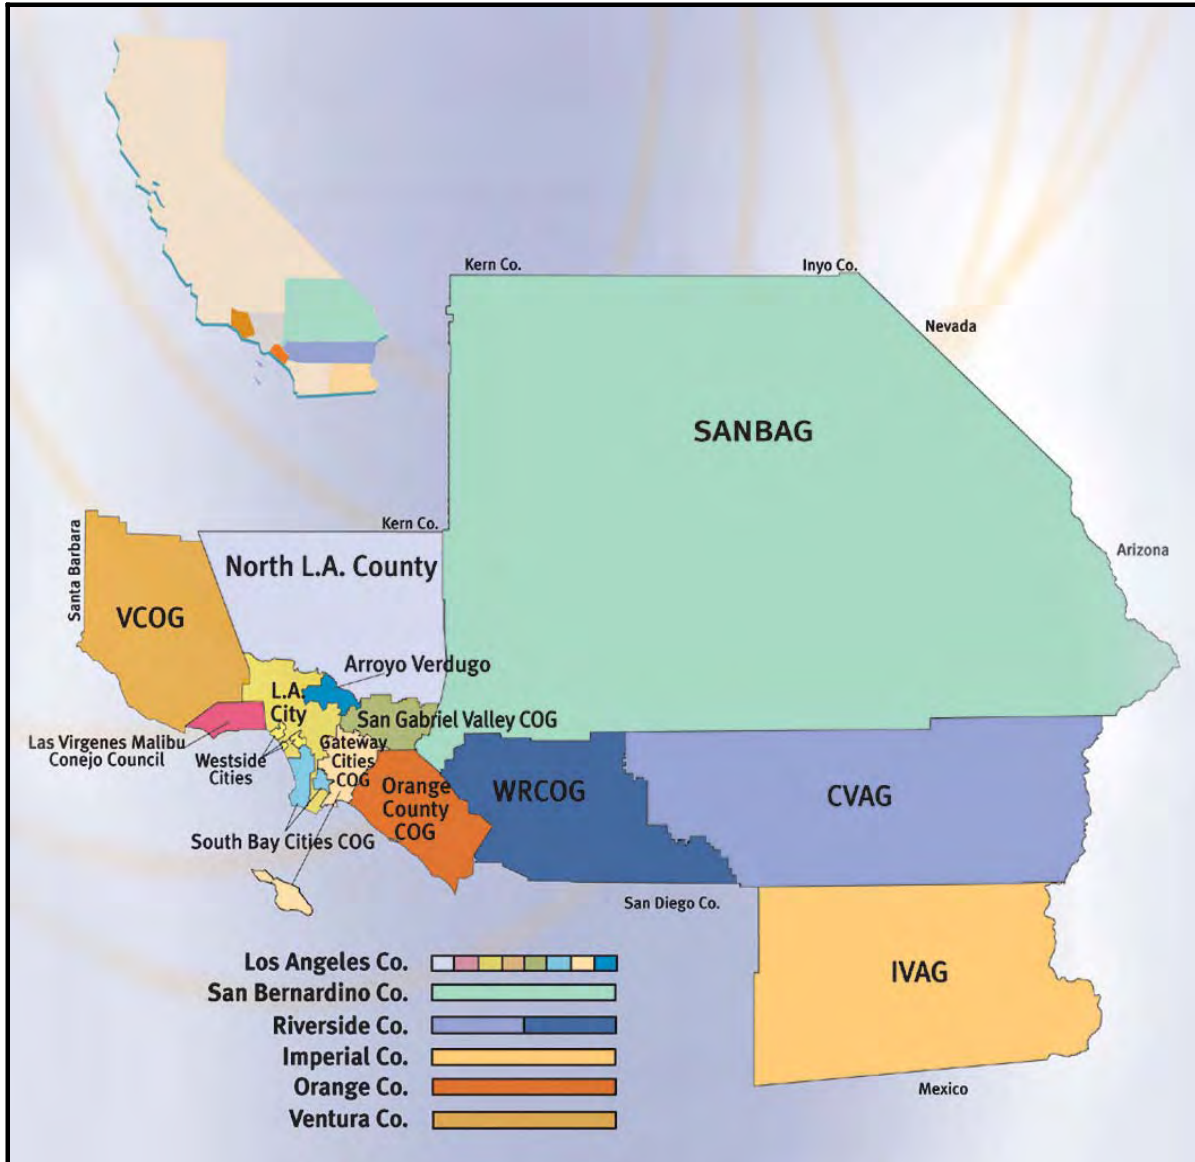 Kern Co.
Inyo Co.
Nevada
SANBAG
Santa Barbara
Kern Co.
North L.A. County
Arizona
VCOG
Arroyo Verdugo
L.A.
City
San Gabriel Valley COG
Las Virgenes Malibu
Conejo Council
Westside
Cities
Gateway
Cities
COG
Orange
County
COG
WRCOG
CVAG
South Bay Cities COG
San Diego Co.
IVAG
Mexico
Los Angeles Co.
San Bernardino Co.
Riverside Co.
Imperial Co.
Orange Co.
Ventura Co.